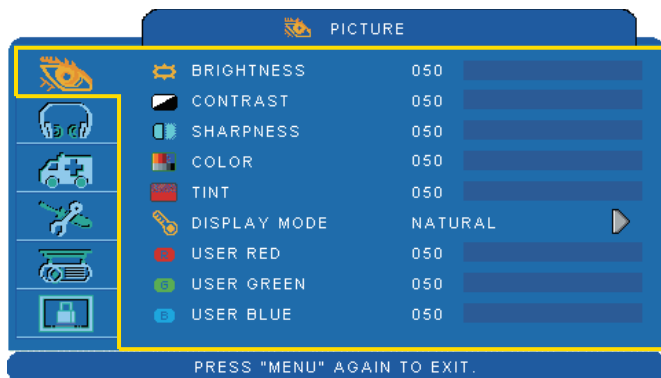 PICTURE
BRIGHTNESS 050
CONTRAST 050
SHARPNESS 050
COLOR 050
TINT 050
DISPLAY MODE NATURAL
USER RED 050
G USER GREEN 050
B USER BLUE 050
PRESS "MENU" AGAIN TO EXIT.